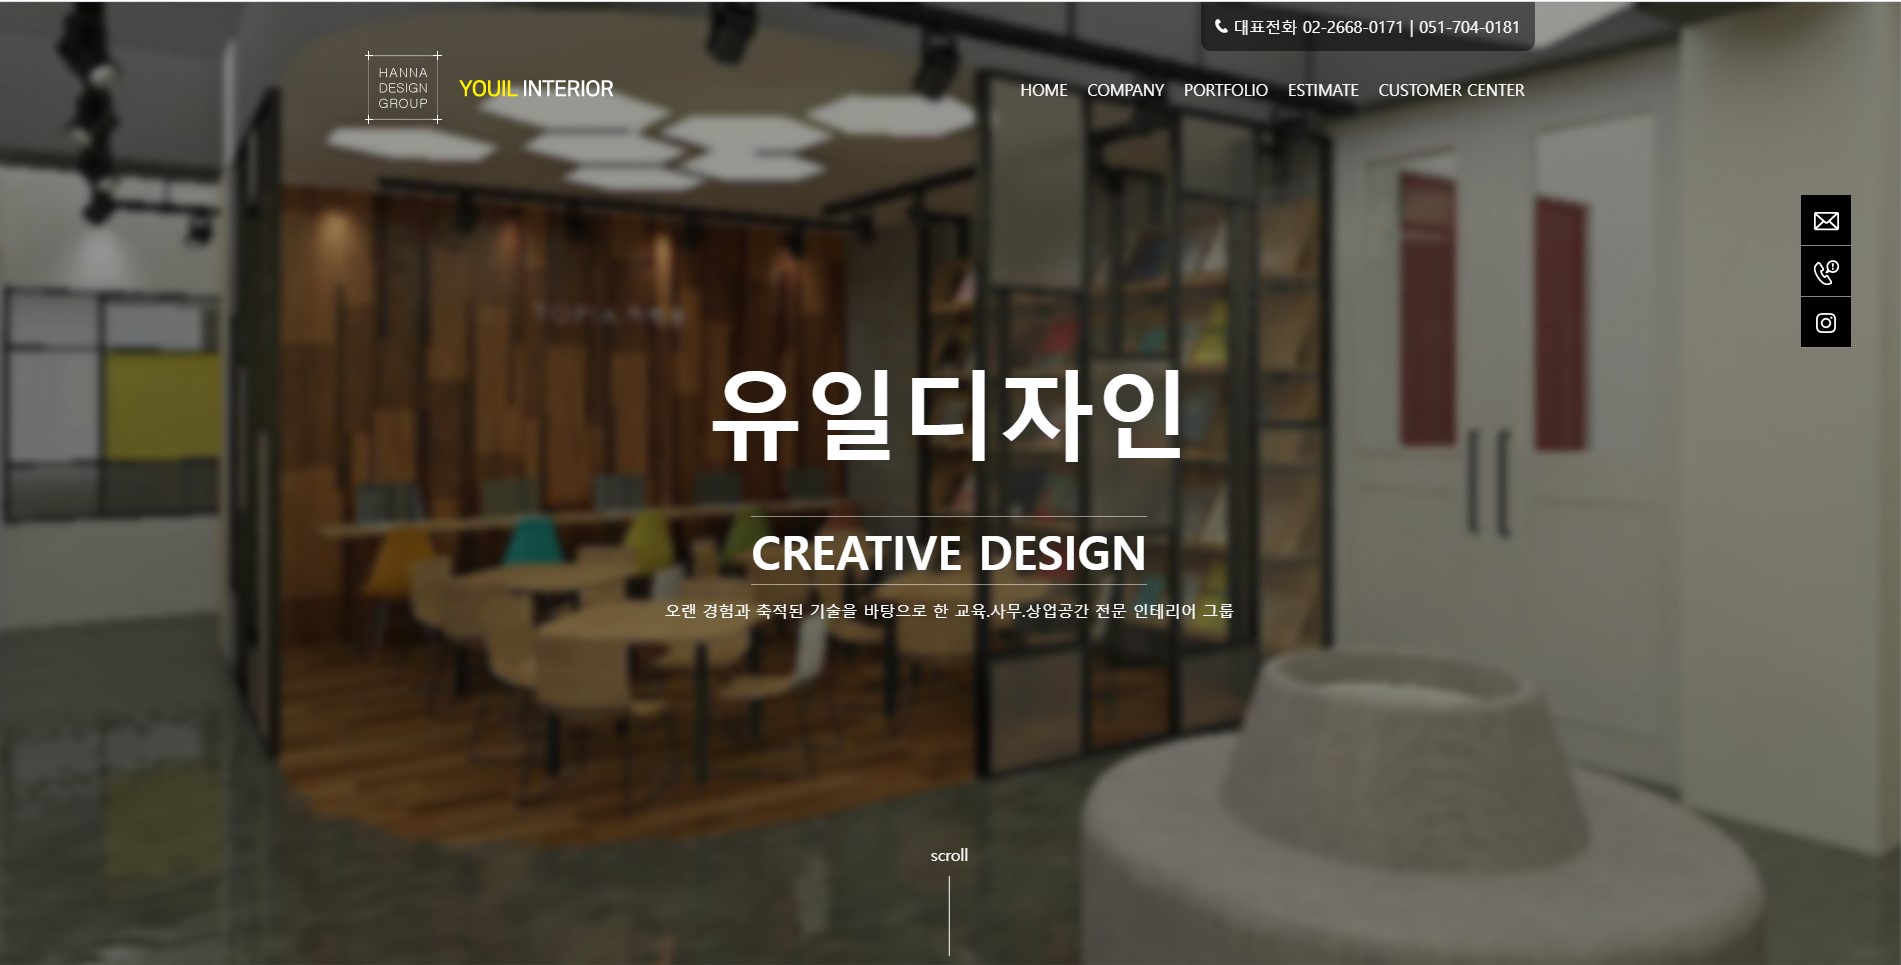 대표전화 02-2668-0171 | 051-704-0181
HANNA
DESIGN
GROUP
YOUIL INTERIOR
HOME COMPANY PORTFOLIO ESTIMATE CUSTOMER CENTER
TOPIA
유일디자인
CREATIVE DESIGN
오랜 경험과 축적된 기술을 바탕으로 한 교육.사무.상업공간 전문 인테리어 그룹
scroll